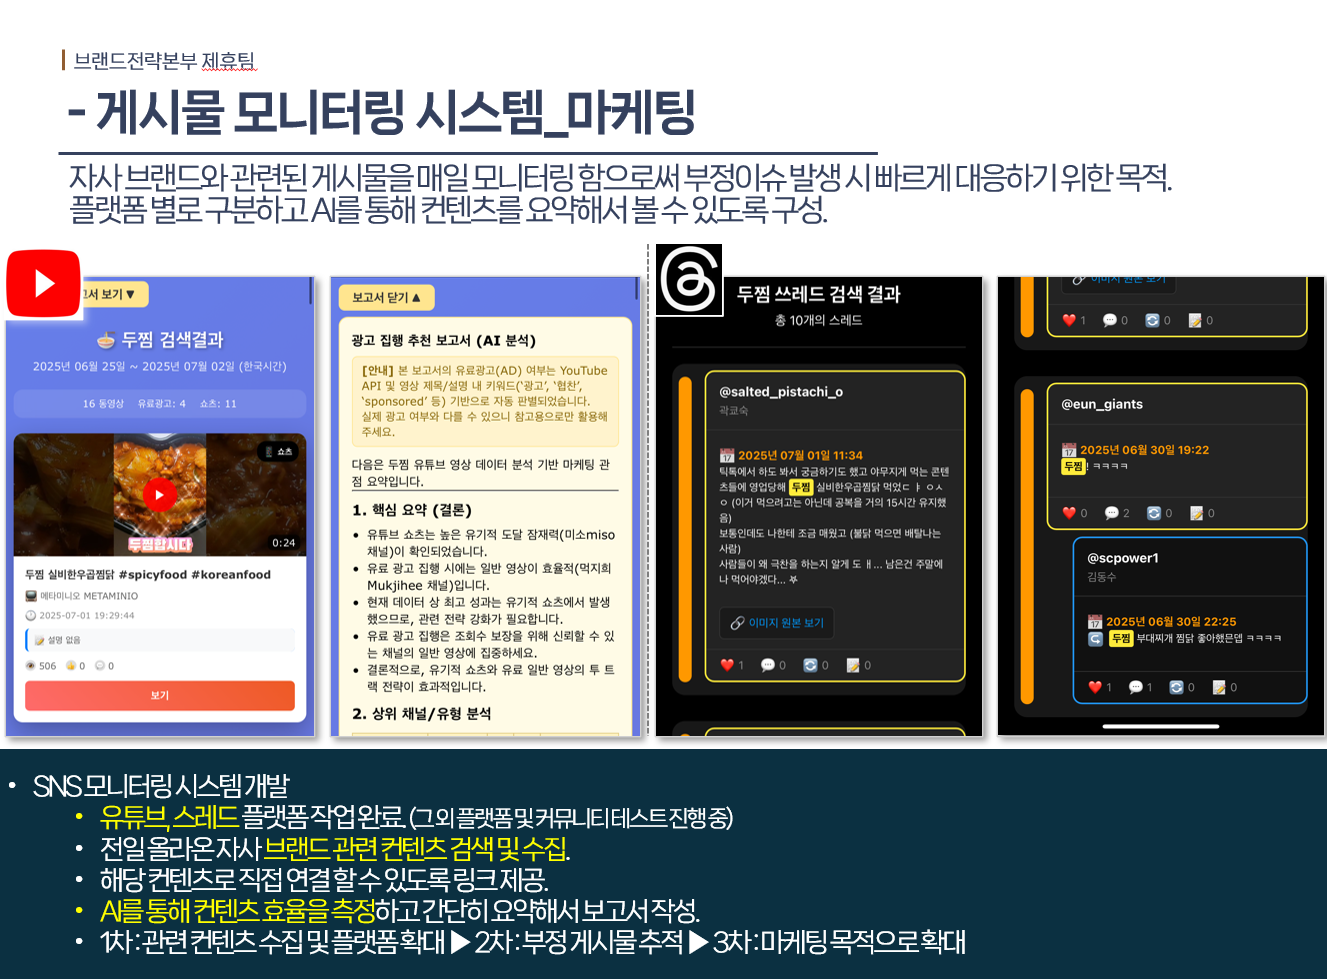 브랜드전략본부 제휴팀
- 게시물 모니터링 시스템_마케팅
자사 브랜드와 관련된 게시물을 매일 모니터링 함으로써 부정이슈 발생 시 빠르게 대응하기 위한 목적.
플랫폼 별로 구분하고 AI를 통해 컨텐츠를 요약해서 볼 수 있도록 구성.
고서 보기 ▼
두찜 검색결과
2025년 06월 25일 ~ 2025년 07월 02일 (한국시간)
16 동영상 유료광고: 4 쇼츠: 11
쇼츠
두찜합시다
0:24
두찜 실비한우곱찜닭 #spicyfood #koreanfood
메타미니오 METAMINIO
2025-07-01 19:29:44
설명 없음
506 0 0
보기
보고서 닫기 ▲
광고 집행 추천 보고서 (AI 분석)
[안내] 본 보고서의 유료광고(AD) 여부는 YouTube
API 및 영상 제목/설명 내 키워드('광고', '협찬',
'sponsored' 등) 기반으로 자동 판별되었습니다.
실제 광고 여부와 다를 수 있으니 참고용으로만 활용해
주세요.
다음은 두찜 유튜브 영상 데이터 분석 기반 마케팅 관
점 요약입니다.
1. 핵심 요약 (결론)
• 유튜브 쇼츠는 높은 유기적 도달 잠재력(미소miso
채널)이 확인되었습니다.
• 유료 광고 집행 시에는 일반 영상이 효율적(먹지희
Mukjihee 채널)입니다.
• 현재 데이터 상 최고 성과는 유기적 쇼츠에서 발생
했으므로, 관련 전략 강화가 필요합니다.
• 유료 광고 집행은 조회수 보장을 위해 신뢰할 수 있
는 채널의 일반 영상에 집중하세요.
• 결론적으로, 유기적 쇼츠와 유료 일반 영상의 투 트
랙 전략이 효과적입니다.
2. 상위 채널/유형 분석
두찜 쓰레드 검색 결과
총 10개의 스레드
@salted_pistachi_o
곽쿄숙
2025년 07월 01일 11:34
틱톡에서 하도 봐서 궁금하기도 했고 야무지게 먹는 콘텐
츠들에 영업당해 두찜 실비한우곱찜닭 먹었ㄷ ㅑ ㅇㅅ
ㅇ (이거 먹으려고는 아닌데 공복을 거의 15시간 유지했
음)
보통인데도 나한테 조금 매웠고 (불닭 먹으면 배탈나는
사람)
사람들이 왜 극찬을 하는지 알게 도 ㅐ... 남은건 주말에
나 먹어야겠다... ㅊ
이미지 원본 보기
1 0 0 0
이미지 원본 보기
1 0 0 0
@eun_giants
2025년 06월 30일 19:22
두찜! ㅋㅋㅋㅋ
0 2 0 0
@scpower1
김동수
2025년 06월 30일 22:25
두찜 부대찌개 찜닭 좋아했은뎁 ㅋㅋㅋㅋ
1 1 0 0
• SNS 모니터링 시스템 개발
• 유튜브, 스레드 플랫폼 작업 완료. (그 외 플랫폼 및 커뮤니티 테스트 진행 중)
• 전일 올라온 자사 브랜드 관련 컨텐츠 검색 및 수집.
• 해당 컨텐츠로 직접 연결 할 수 있도록 링크 제공.
• AI를 통해 컨텐츠 효율을 측정하고 간단히 요약해서 보고서 작성.
• 1차 : 관련 컨텐츠 수집 및 플랫폼 확대 ▶ 2차 : 부정 게시물 추적 ▶ 3차 : 마케팅 목적으로 확대